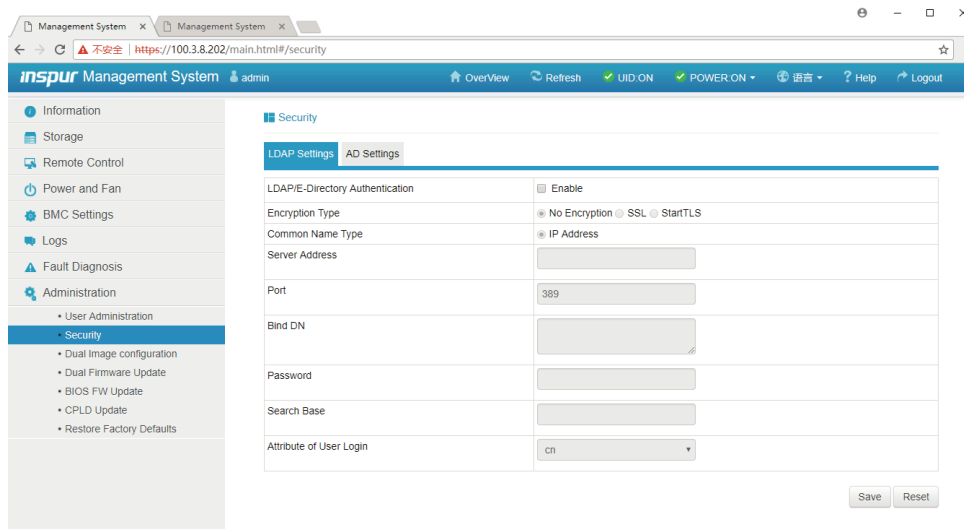 Management System Management System
不安全 | https://100.3.8.202/main.html#/security
inspur Management System admin OverView Refresh UID:ON POWER:ON 语言 Help Logout
Information
Storage
Remote Control
Power and Fan
BMC Settings
Logs
Fault Diagnosis
Administration
• User Administration
• Security
• Dual Image configuration
• Dual Firmware Update
• BIOS FW Update
• CPLD Update
• Restore Factory Defaults
Security
LDAP Settings AD Settings
LDAP/E-Directory Authentication Enable
Encryption Type No Encryption SSL StartTLS
Common Name Type IP Address
Server Address
Port 389
Bind DN
Password
Search Base
Attribute of User Login cn
Save Reset